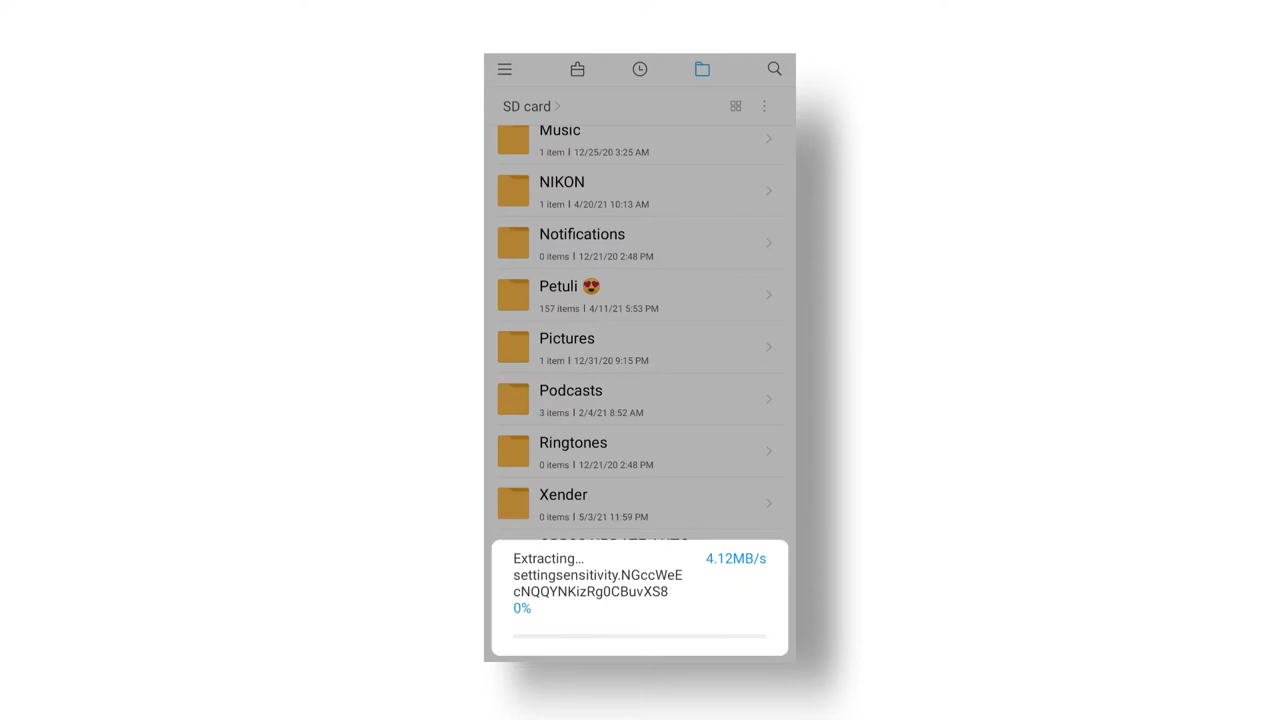 SD card
Music
1 item | 12/25/20 3:25 AM
NIKON
1 item | 4/20/21 10:13 AM
Notifications
0 items | 12/21/20 2:48 PM
Petuli 😍
157 items | 4/11/21 5:53 PM
Pictures
1 item | 12/31/20 9:15 PM
Podcasts
3 items | 2/4/21 8:52 AM
Ringtones
0 items | 12/21/20 2:48 PM
Xender
0 items | 5/3/21 11:59 PM
Extracting... 4.12MB/s
settingsensitivity.NGccWeE
cNQQYNKizRg0CBuvXS8
0%